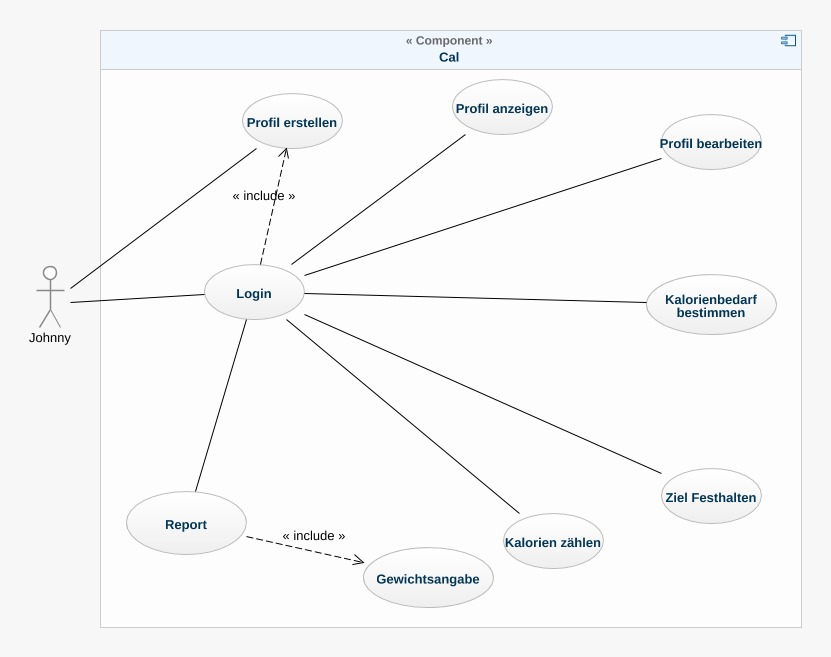 « Component »
Cal
Profil anzeigen
Profil erstellen
Profil bearbeiten
« include »
Login
Kalorienbedarf
bestimmen
Johnny
Ziel Festhalten
Report
« include »
Kalorien zählen
Gewichtsangabe